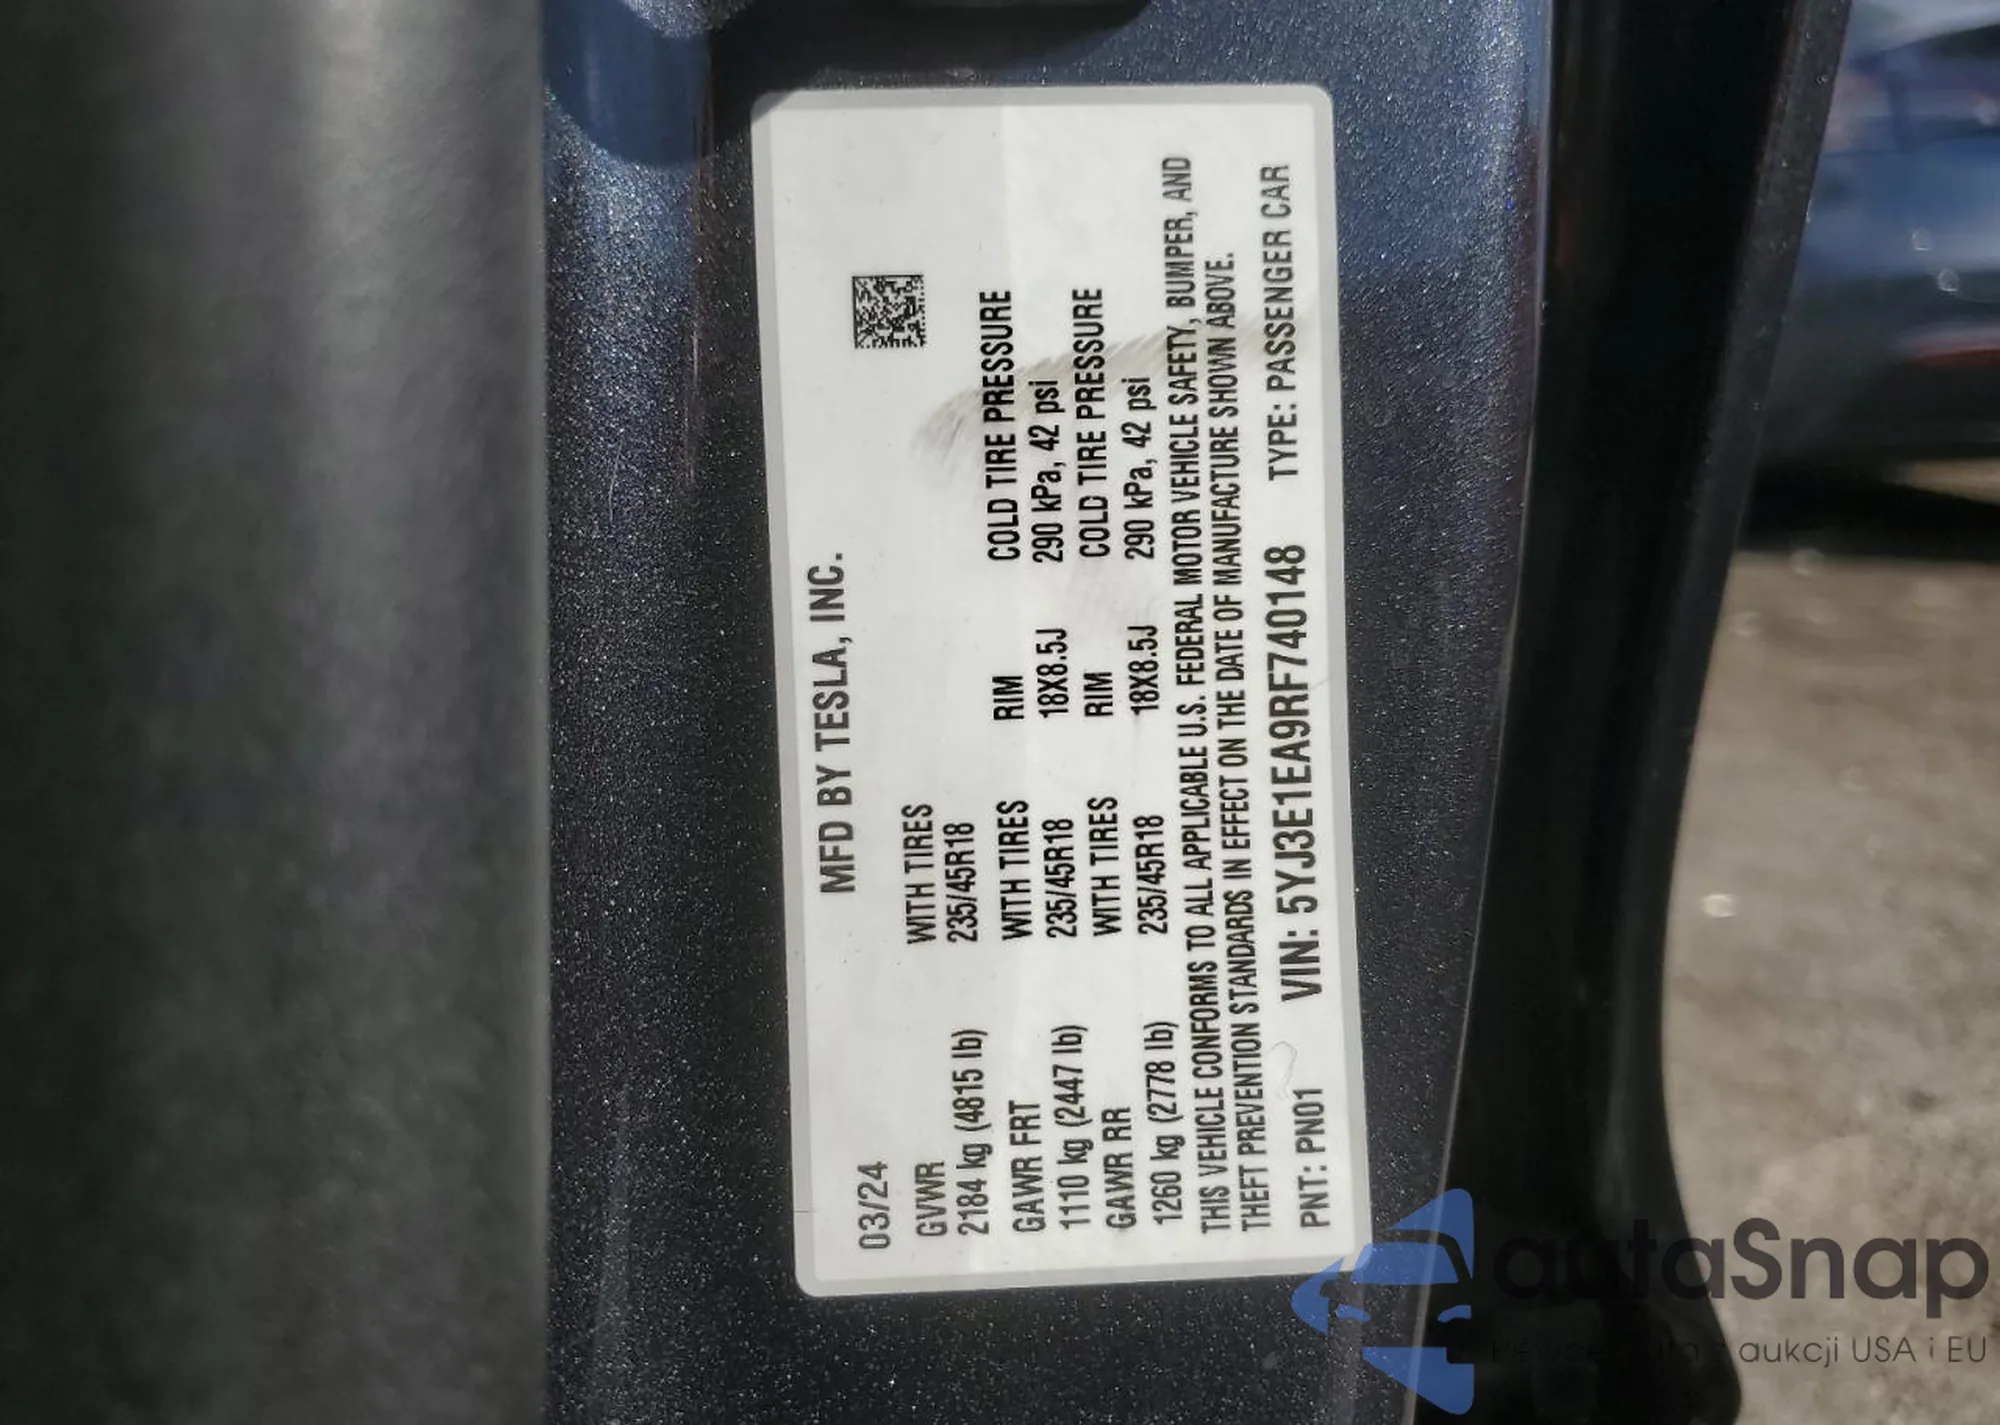 MFD BY TESLA, INC.
03/24
GVWR WITH TIRES
2184 kg (4815 lb) 235/45R18
GAWR FRT WITH TIRES RIM COLD TIRE PRESSURE
1110 kg (2447 lb) 235/45R18 18X8.5J 290 kPa, 42 psi
GAWR RR WITH TIRES RIM COLD TIRE PRESSURE
1260 kg (2778 lb) 235/45R18 18X8.5J 290 kPa, 42 psi
THIS VEHICLE CONFORMS TO ALL APPLICABLE U.S. FEDERAL MOTOR VEHICLE SAFETY, BUMPER, AND
THEFT PREVENTION STANDARDS IN EFFECT ON THE DATE OF MANUFACTURE SHOWN ABOVE.
PNT: PN01 VIN: 5YJ3E1EA9RF740148 TYPE: PASSENGER CAR
autaSnap
aukcji USA i EU